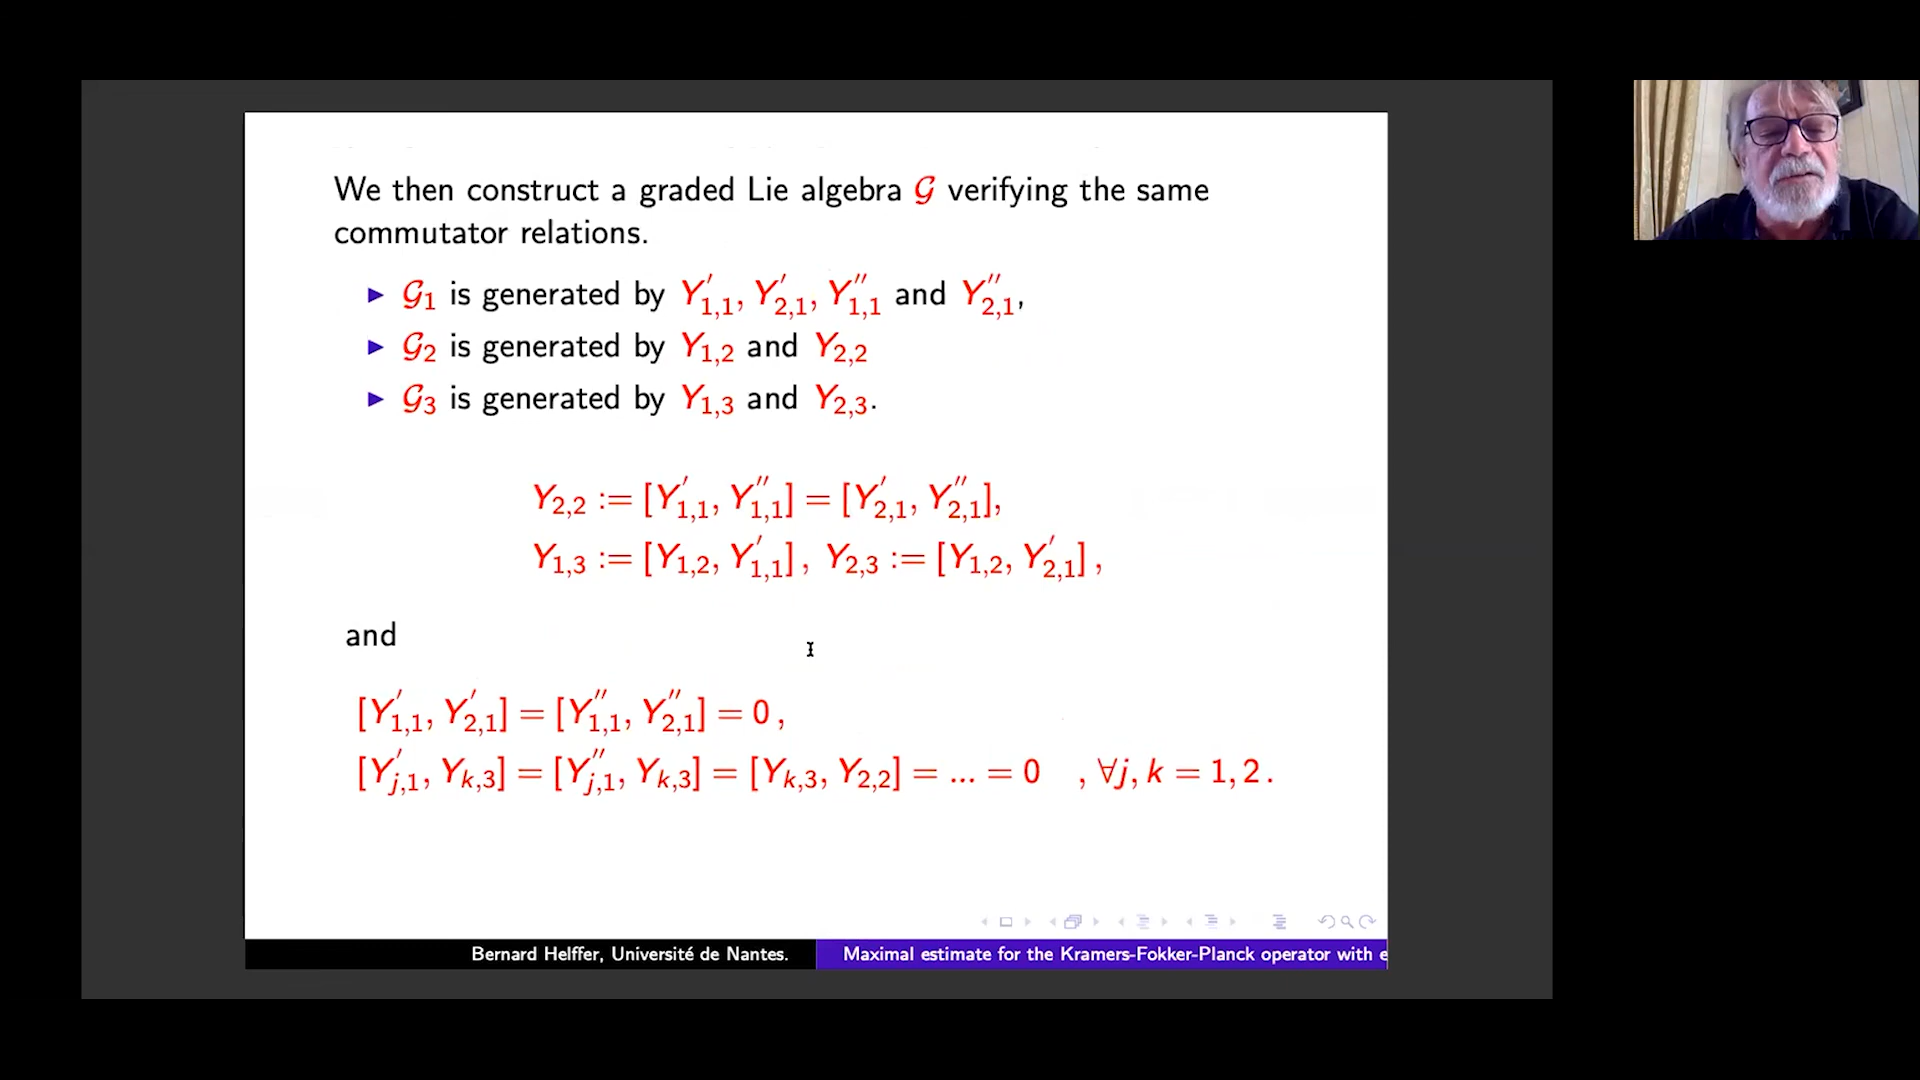 We then construct a graded Lie algebra 𝒢 verifying the same
commutator relations.
▶ 𝒢₁ is generated by Y′₁,₁, Y′₂,₁, Y″₁,₁ and Y″₂,₁,
▶ 𝒢₂ is generated by Y₁,₂ and Y₂,₂
▶ 𝒢₃ is generated by Y₁,₃ and Y₂,₃.
Y₂,₂ := [Y′₁,₁, Y″₁,₁] = [Y′₂,₁, Y″₂,₁],
Y₁,₃ := [Y₁,₂, Y′₁,₁] , Y₂,₃ := [Y₁,₂, Y′₂,₁] ,
and
[Y′₁,₁, Y′₂,₁] = [Y″₁,₁, Y″₂,₁] = 0 ,
[Y′ⱼ,₁, Yₖ,₃] = [Y″ⱼ,₁, Yₖ,₃] = [Yₖ,₃, Y₂,₂] = ... = 0 , ∀j, k = 1, 2 .
Bernard Helffer, Université de Nantes. Maximal estimate for the Kramers-Fokker-Planck operator with e